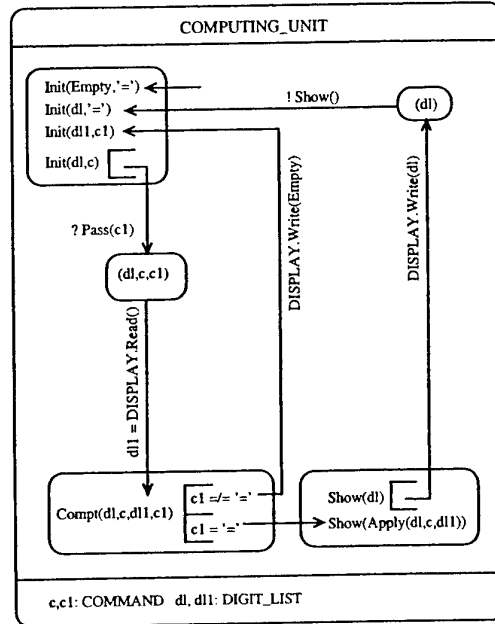 COMPUTING_UNIT
Init(Empty,'=')
Init(dl,'=')
Init(dl1,c1)
Init(dl,c)
! Show()
(dl)
? Pass(c1)
(dl,c,c1)
dl1 = DISPLAY.Read()
DISPLAY.Write(Empty)
DISPLAY.Write(dl)
Compt(dl,c,dl1,c1)
c1 =/= '='
c1 = '='
Show(dl)
Show(Apply(dl,c,dl1))
c,c1: COMMAND dl, dl1: DIGIT_LIST